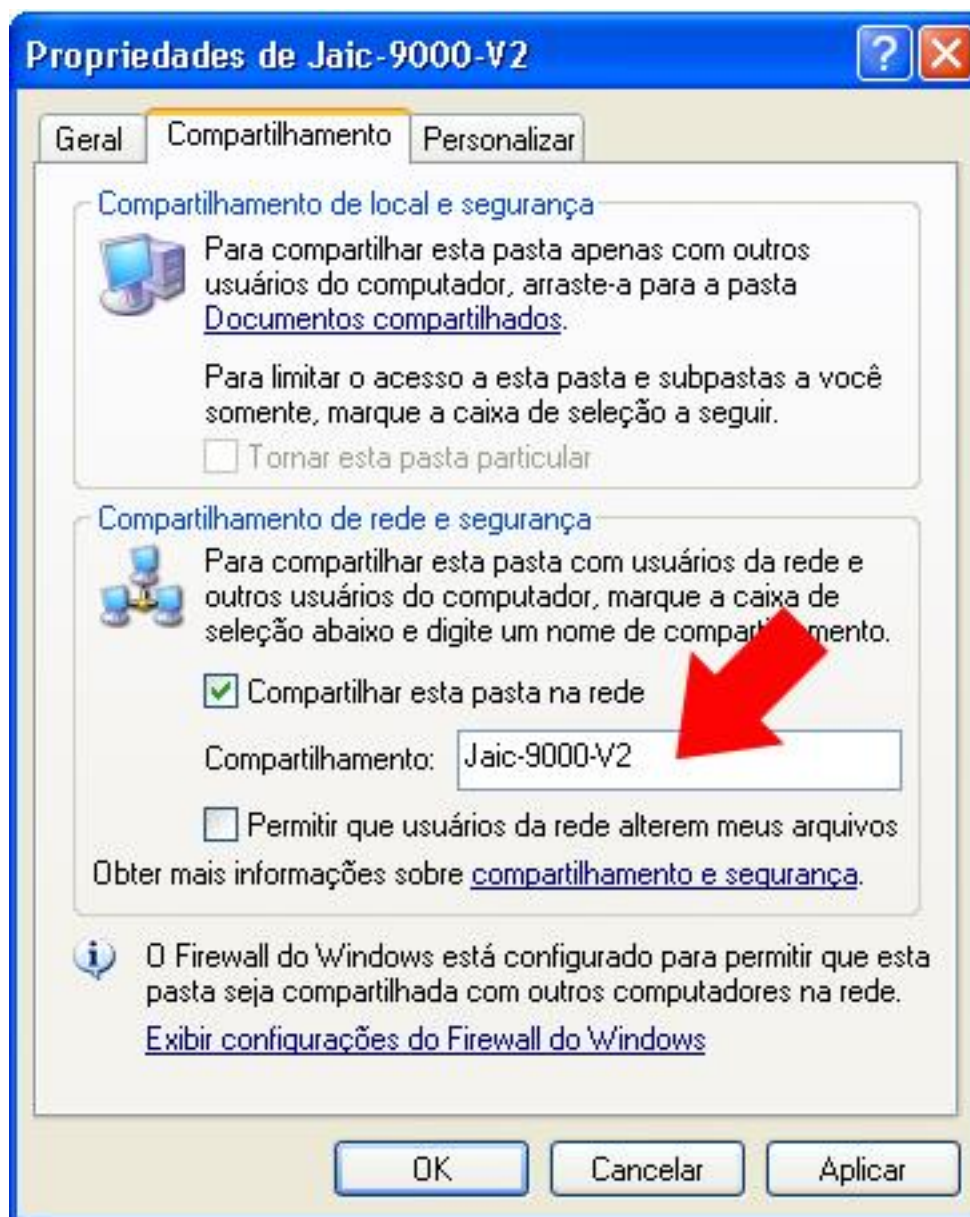 Propriedades de Jaic-9000-V2
Geral
Compartilhamento
Personalizar
Compartilhamento de local e segurança
Para compartilhar esta pasta apenas com outros
usuários do computador, arraste-a para a pasta
Documentos compartilhados.
Para limitar o acesso a esta pasta e subpastas a você
somente, marque a caixa de seleção a seguir.
Tornar esta pasta particular
Compartilhamento de rede e segurança
Para compartilhar esta pasta com usuários da rede e
outros usuários do computador, marque a caixa de
seleção abaixo e digite um nome de compartilhamento.
Compartilhar esta pasta na rede
Compartilhamento:
Jaic-9000-V2
Permitir que usuários da rede alterem meus arquivos
Obter mais informações sobre compartilhamento e segurança.
O Firewall do Windows está configurado para permitir que esta
pasta seja compartilhada com outros computadores na rede.
Exibir configurações do Firewall do Windows
OK
Cancelar
Aplicar